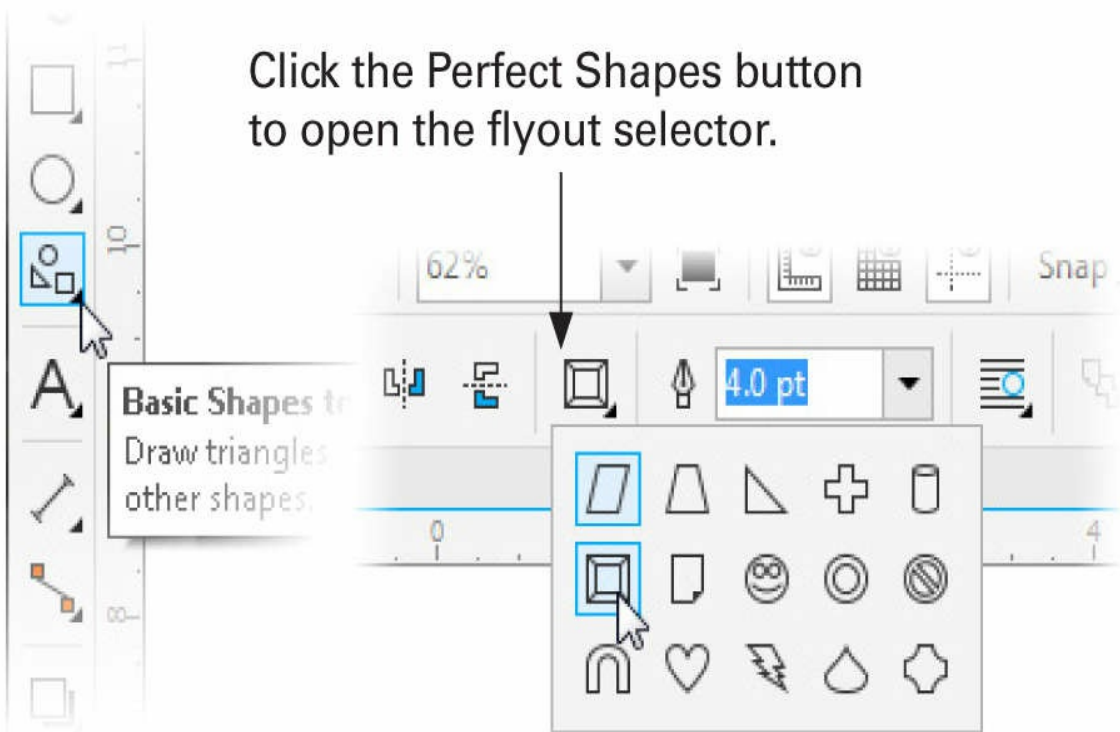 Click the Perfect Shapes button
to open the flyout selector.
11
10
8
62%
Snap
4.0 pt
A
Basic Shapes
Draw triangles
other shapes.
0
4